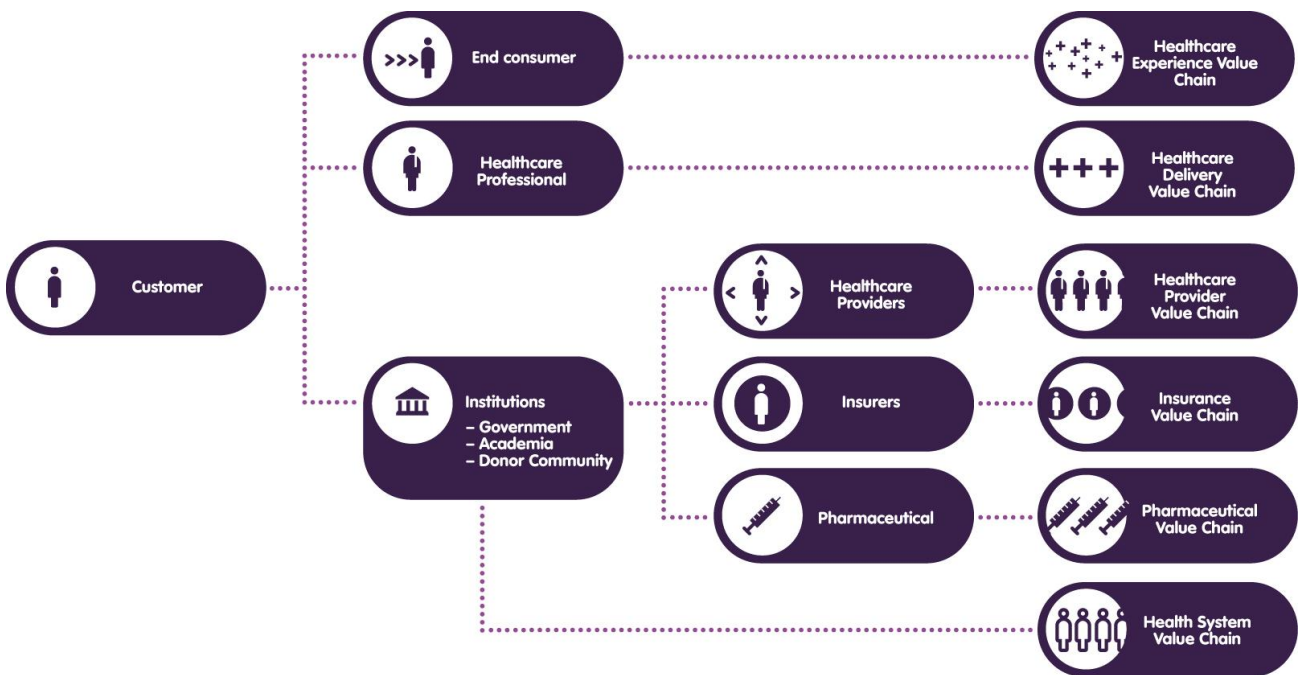 End consumer
Healthcare
Experience Value
Chain
Healthcare
Professional
Healthcare
Delivery
Value Chain
Customer
Healthcare
Providers
Healthcare
Provider
Value Chain
Institutions
– Government
– Academia
– Donor Community
Insurers
Insurance
Value Chain
Pharmaceutical
Pharmaceutical
Value Chain
Health System
Value Chain